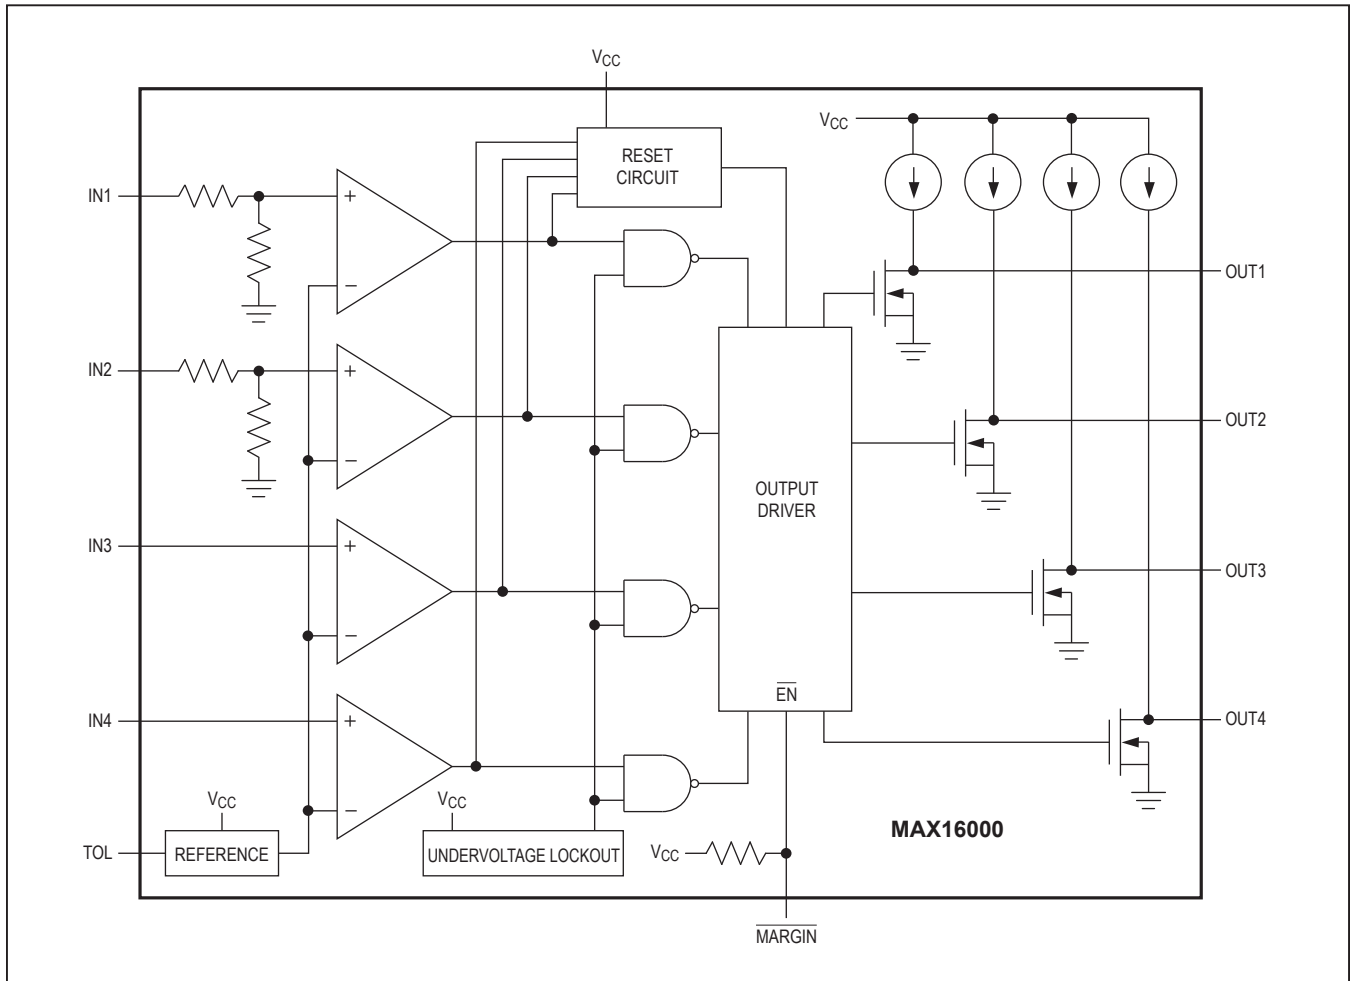 VCC
RESET
CIRCUIT
VCC
IN1
+
−
OUT1
IN2
+
−
OUT2
OUTPUT
DRIVER
IN3
+
−
OUT3
EN
IN4
+
−
OUT4
VCC
VCC
MAX16000
TOL
REFERENCE
UNDERVOLTAGE LOCKOUT
VCC
MARGIN